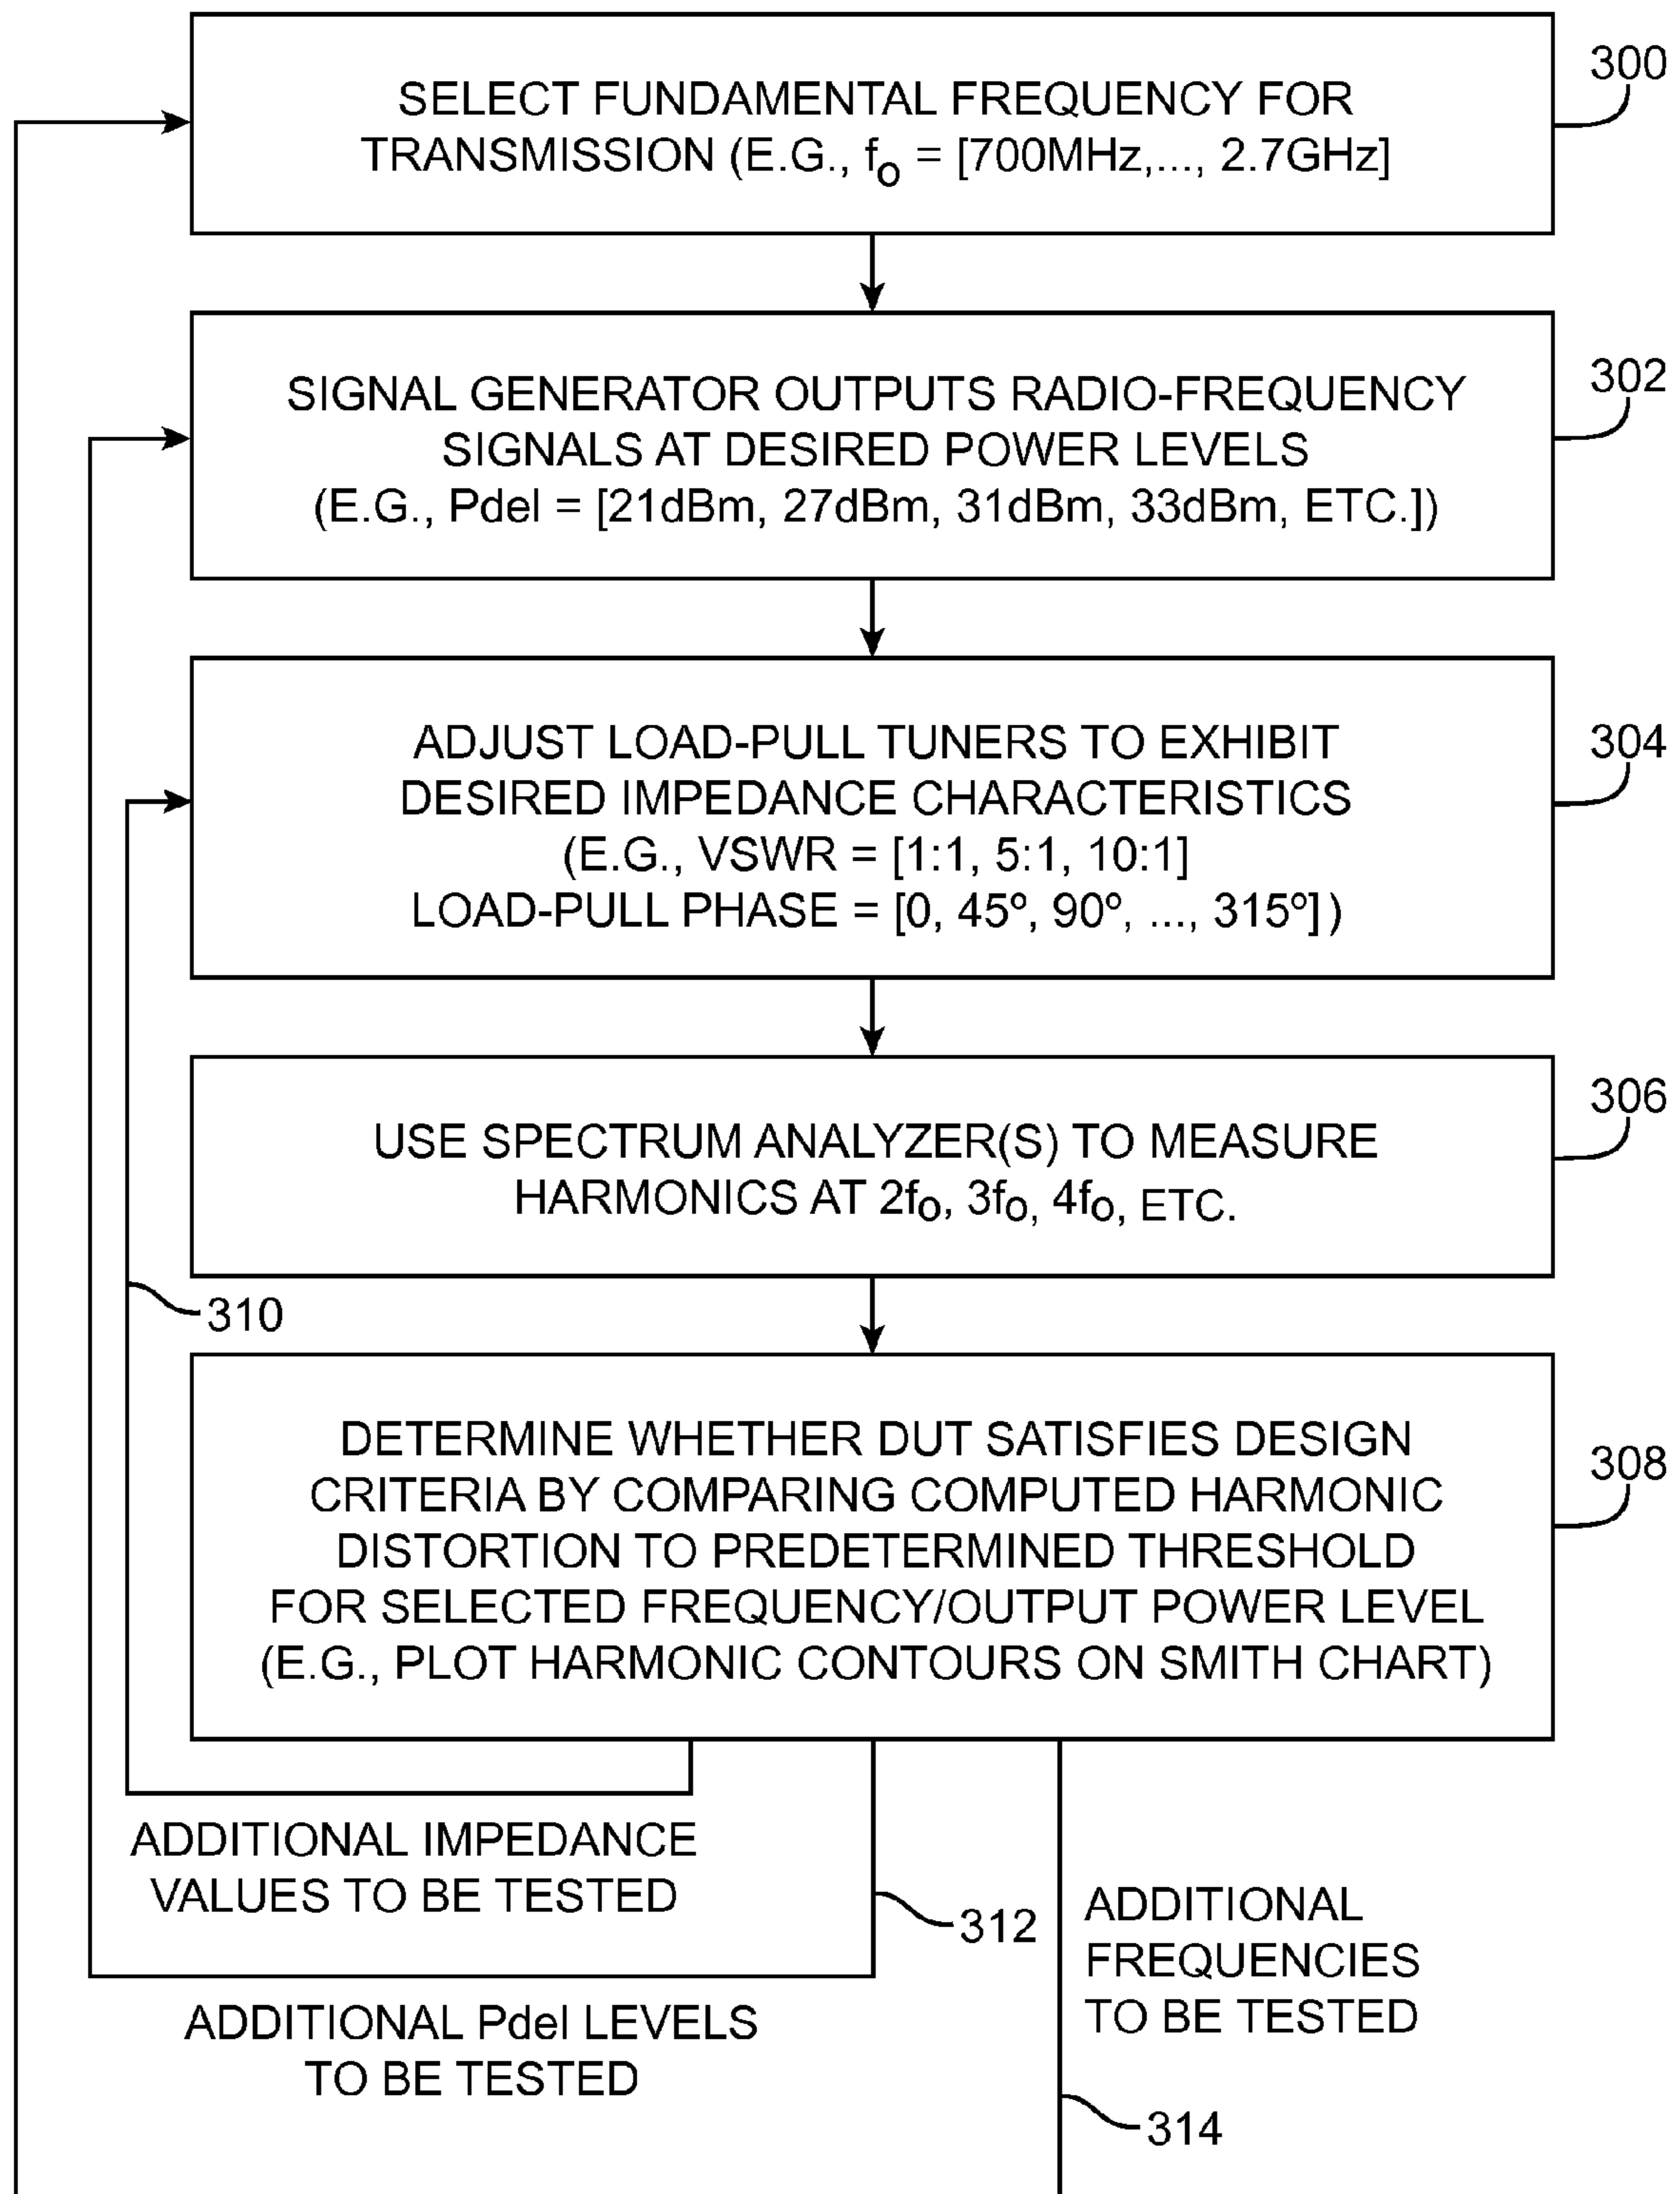 300
SELECT FUNDAMENTAL FREQUENCY FOR
TRANSMISSION (E.G., fo = [700MHz,..., 2.7GHz]
302
SIGNAL GENERATOR OUTPUTS RADIO-FREQUENCY
SIGNALS AT DESIRED POWER LEVELS
(E.G., Pdel = [21dBm, 27dBm, 31dBm, 33dBm, ETC.])
304
ADJUST LOAD-PULL TUNERS TO EXHIBIT
DESIRED IMPEDANCE CHARACTERISTICS
(E.G., VSWR = [1:1, 5:1, 10:1]
LOAD-PULL PHASE = [0, 45º, 90º, ..., 315º])
306
USE SPECTRUM ANALYZER(S) TO MEASURE
HARMONICS AT 2fo, 3fo, 4fo, ETC.
310
308
DETERMINE WHETHER DUT SATISFIES DESIGN
CRITERIA BY COMPARING COMPUTED HARMONIC
DISTORTION TO PREDETERMINED THRESHOLD
FOR SELECTED FREQUENCY/OUTPUT POWER LEVEL
(E.G., PLOT HARMONIC CONTOURS ON SMITH CHART)
ADDITIONAL IMPEDANCE
VALUES TO BE TESTED
312
ADDITIONAL
FREQUENCIES
TO BE TESTED
ADDITIONAL Pdel LEVELS
TO BE TESTED
314